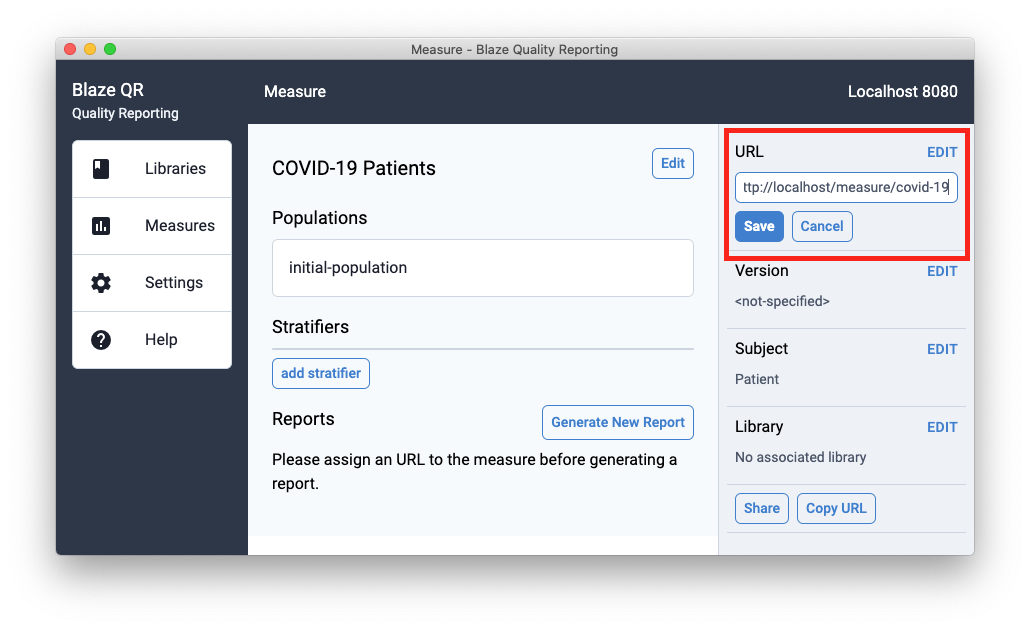 Measure - Blaze Quality Reporting
Blaze QR
Quality Reporting
Measure
Localhost 8080
Libraries
Measures
Settings
Help
COVID-19 Patients
Edit
Populations
initial-population
Stratifiers
add stratifier
Reports
Generate New Report
Please assign an URL to the measure before generating a
report.
URL
EDIT
ttp://localhost/measure/covid-19
Save
Cancel
Version
EDIT
<not-specified>
Subject
EDIT
Patient
Library
EDIT
No associated library
Share
Copy URL